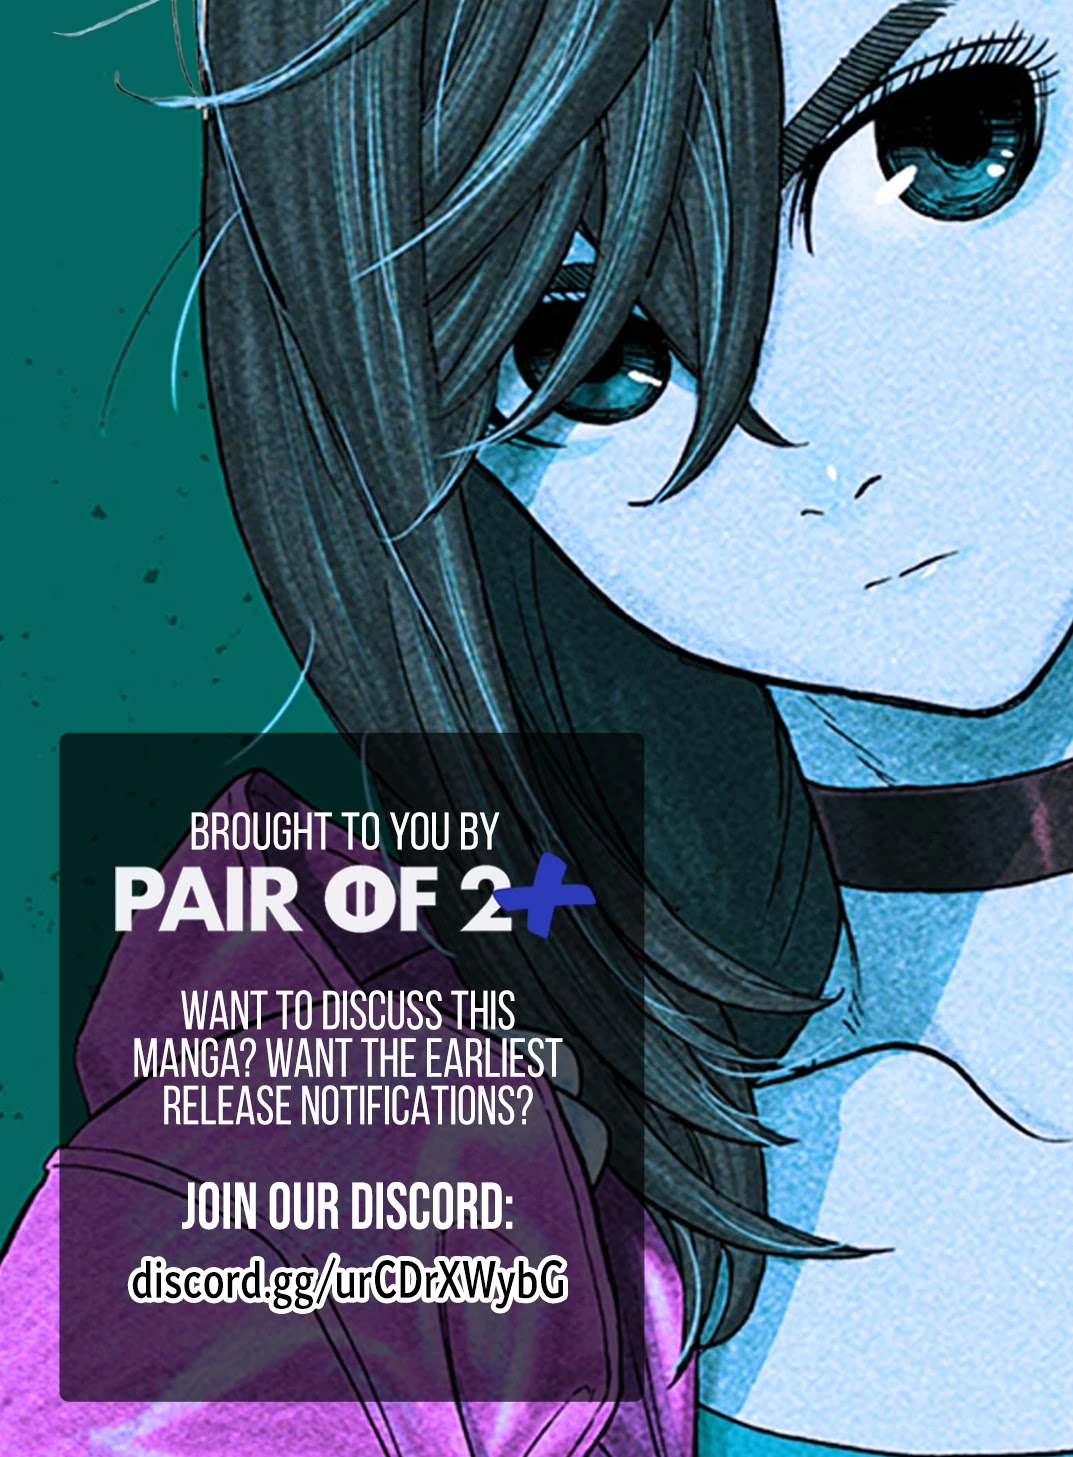 BROUGHT TO YOU BY
PAIR OF 2+
WANT TO DISCUSS THIS
MANGA? WANT THE EARLIEST
RELEASE NOTIFICATIONS?
JOIN OUR DISCORD:
discord.gg/urCDrXWybG